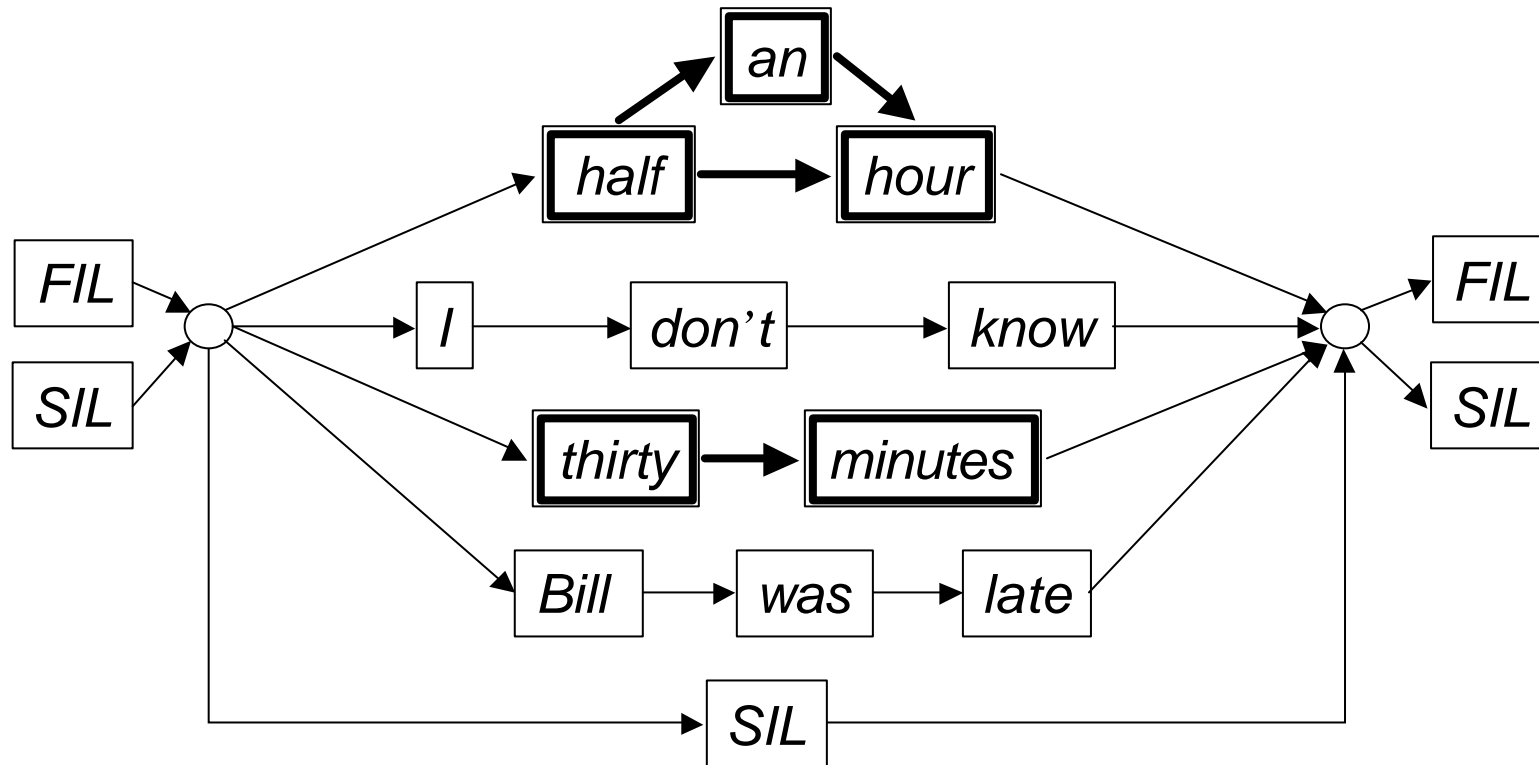 an
half hour
FIL FIL
I don’t know
SIL SIL
thirty minutes
Bill was late
SIL